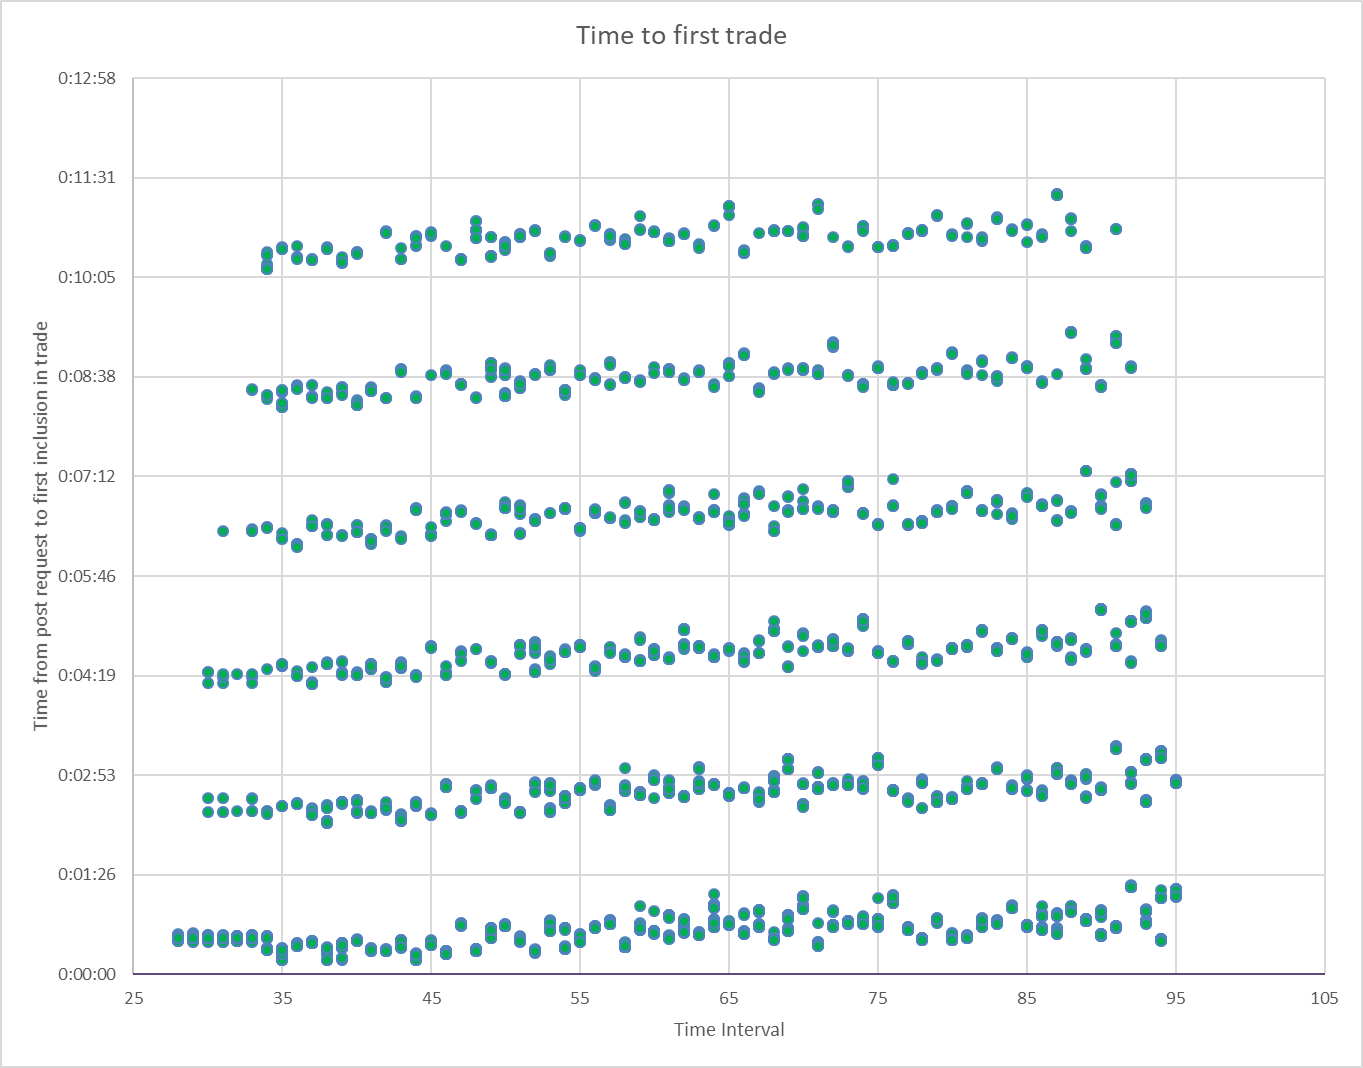 Time to first trade
0:12:58
0:11:31
0:10:05
0:08:38
0:07:12
0:05:46
0:04:19
0:02:53
0:01:26
0:00:00
Time from post request to first inclusion in trade
25 35 45 55 65 75 85 95 105
Time Interval